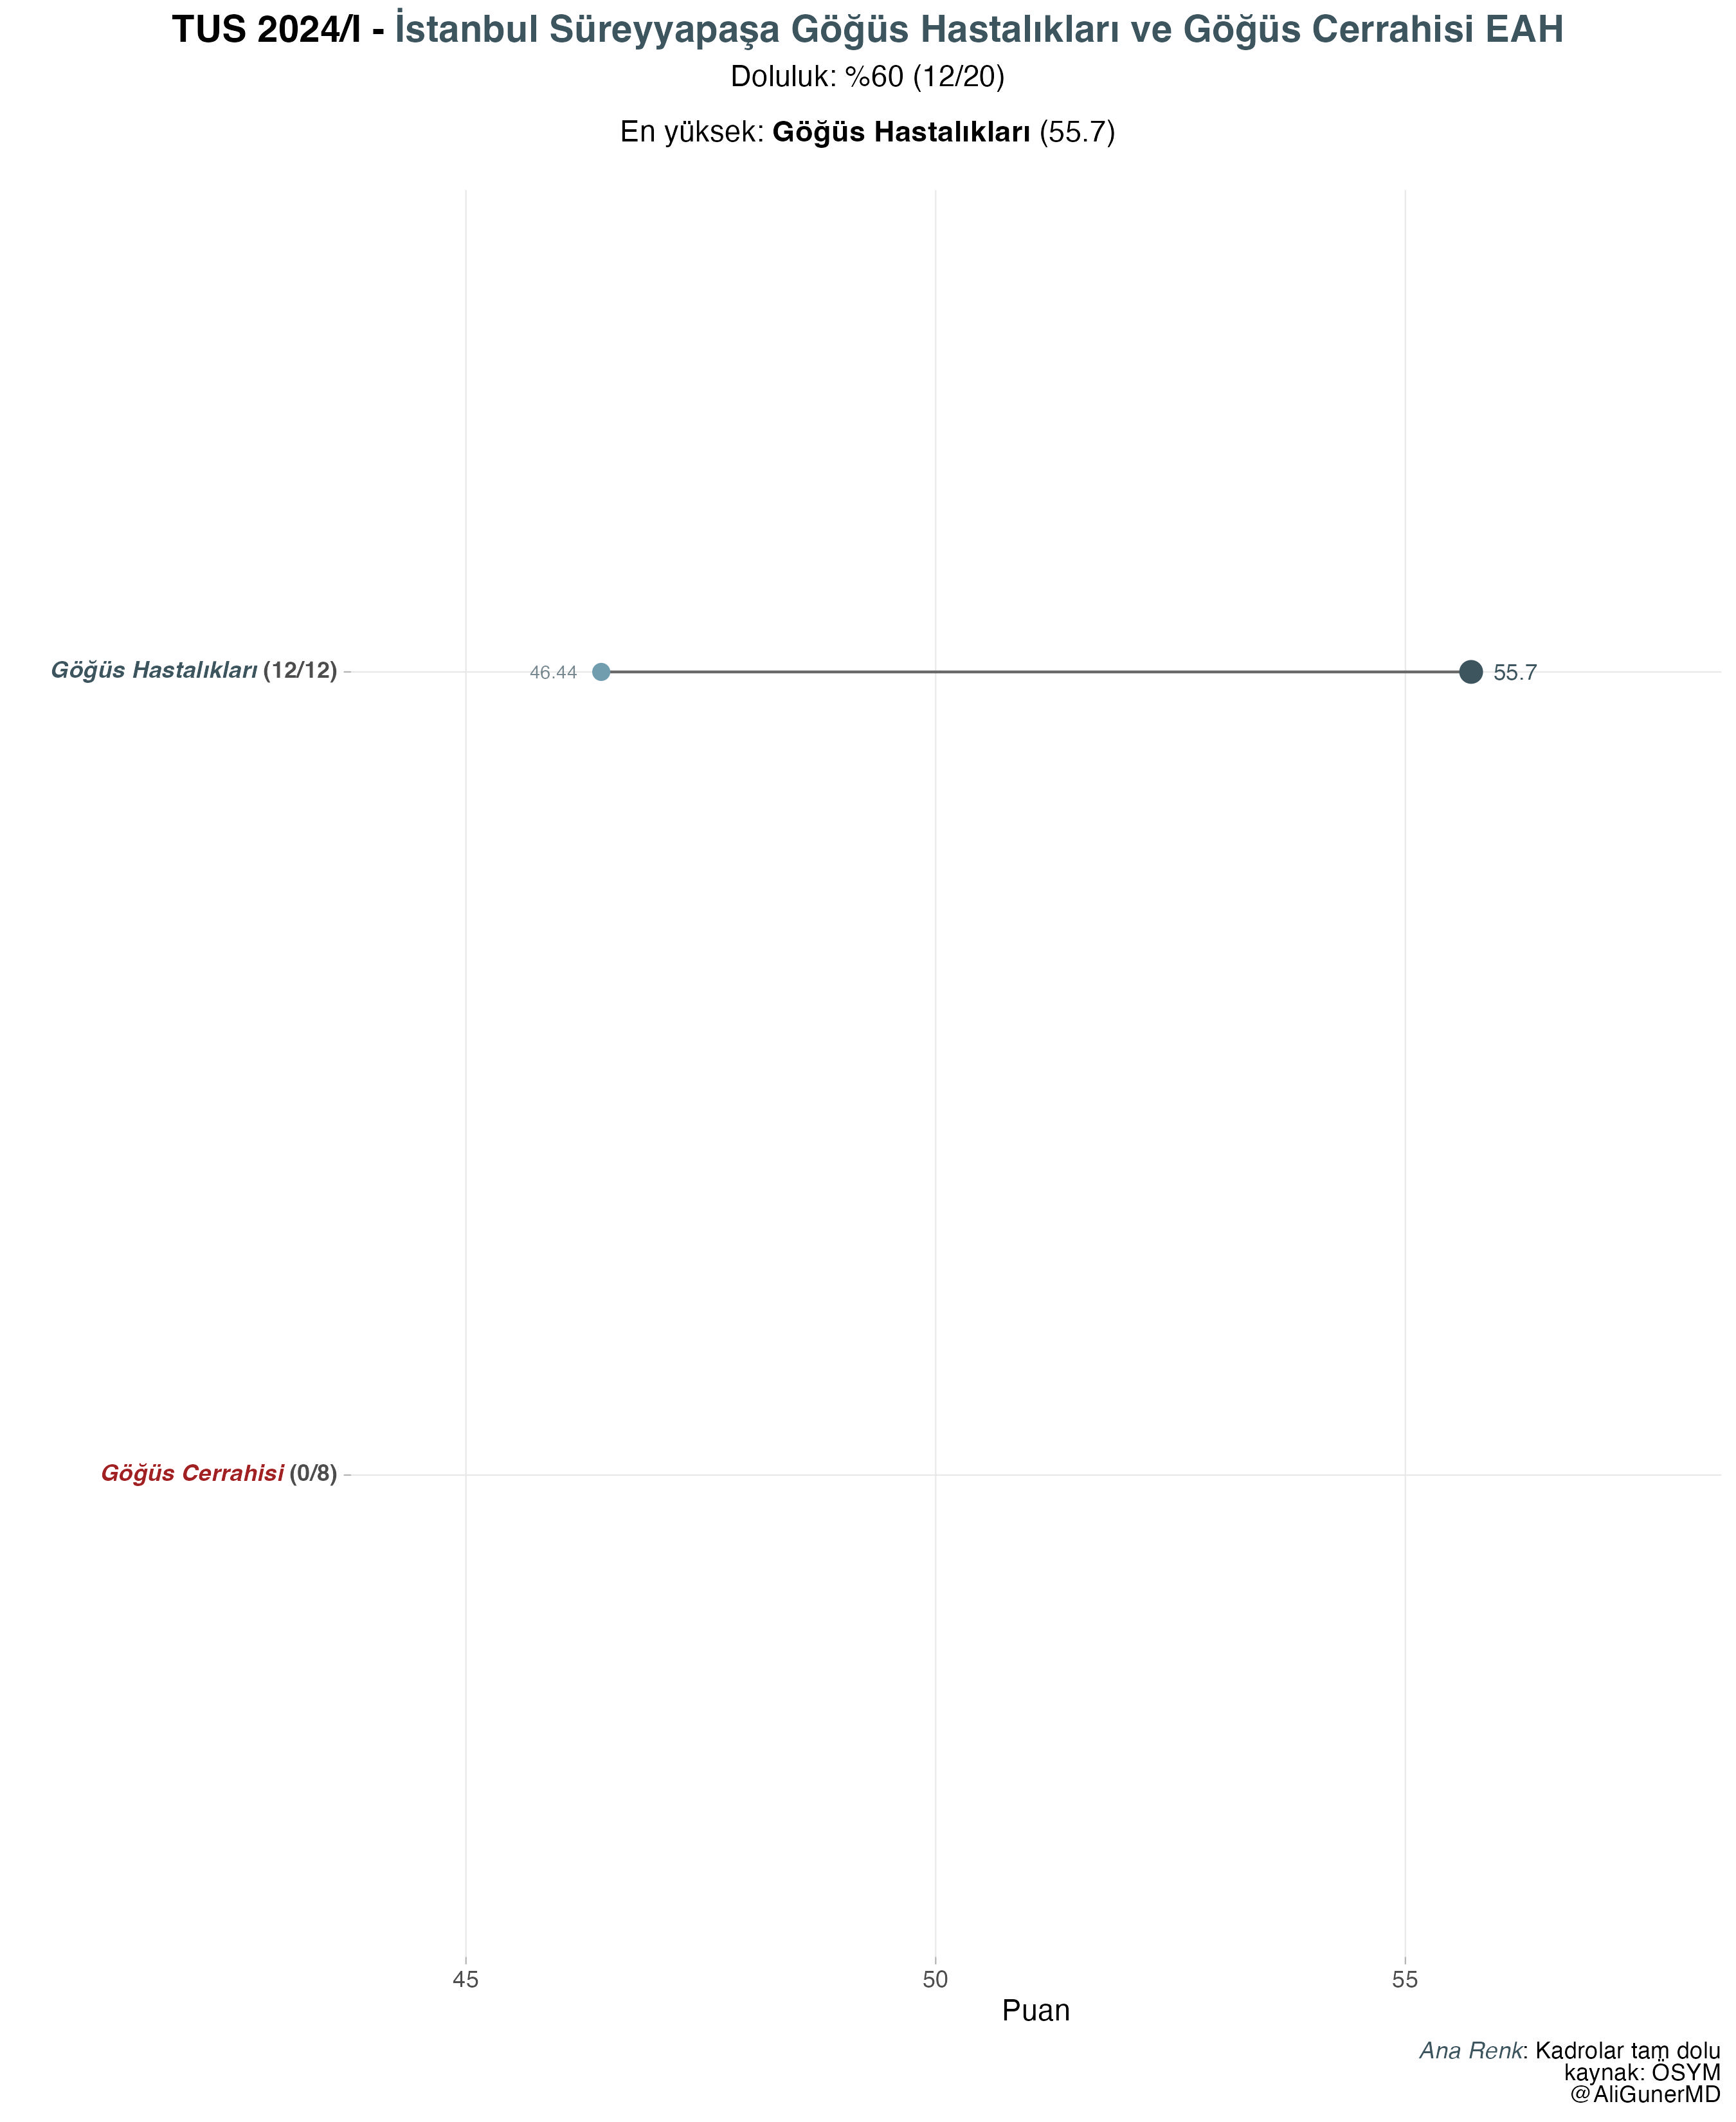 TUS 2024/I - İstanbul Süreyyapaşa Göğüs Hastalıkları ve Göğüs Cerrahisi EAH
Doluluk: %60 (12/20)
En yüksek: Göğüs Hastalıkları (55.7)
Göğüs Hastalıkları (12/12)
46.44
55.7
Göğüs Cerrahisi (0/8)
45
50
55
Puan
Ana Renk: Kadrolar tam dolu
kaynak: ÖSYM
@AliGunerMD